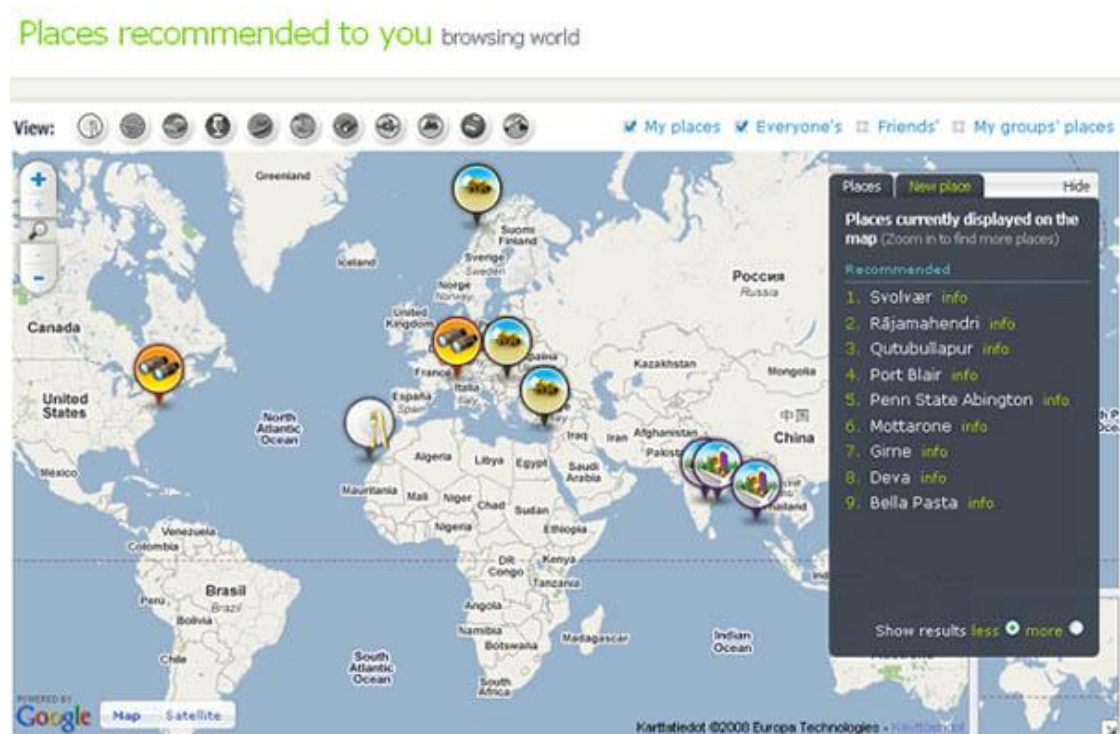 Places recommended to you browsing world
View:
My places Everyone's Friends' My groups' places
Places New place Hide
Places currently displayed on the
map (Zoom in to find more places)
Recommended
1. Svolvær info
2. Rājamahendri info
3. Qutubullapur info
4. Port Blair info
5. Penn State Abington info
6. Mottarone info
7. Girne info
8. Deva info
9. Bella Pasta info
Show results less more
Greenland
Iceland
Suomi
Finland
Sverige
Sweden
Norge
Norway
United
Kingdom
Россия
Russia
Canada
United
States
France
Italia
Italy
España
Spain
Kazakhstan
Mongolia
中国
China
North
Atlantic
Ocean
Iraq
Iran
Afghanistan
Algeria
Libya
Egypt
Saudi
Arabia
México
Mauritania
Mali
Niger
Chad
Sudan
Nigeria
Ethiopia
Thailand
Venezuela
Colombia
DR
Congo
Kenya
Tanzania
Brasil
Brazil
Perú
Bolivia
Angola
Namibia
Botswana
Madagascar
Indian
Ocean
Chile
South
Atlantic
Ocean
South
Africa
POWERED BY
Google
Map Satellite
Karttatiedot ©2008 Europa Technologies -